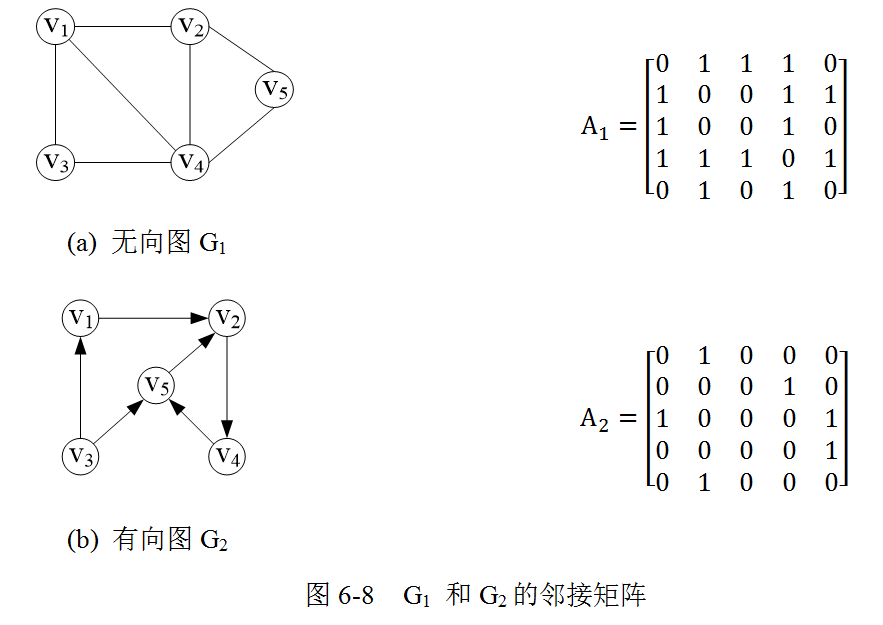 V1 V2
V5
V3 V4
A1 =
0 1 1 1 0
1 0 0 1 1
1 0 0 1 0
1 1 1 0 1
0 1 0 1 0
(a) 无向图 G1
V1 V2
V5
V3 V4
A2 =
0 1 0 0 0
0 0 0 1 0
1 0 0 0 1
0 0 0 0 1
0 1 0 0 0
(b) 有向图 G2
图 6-8 G1 和 G2 的邻接矩阵